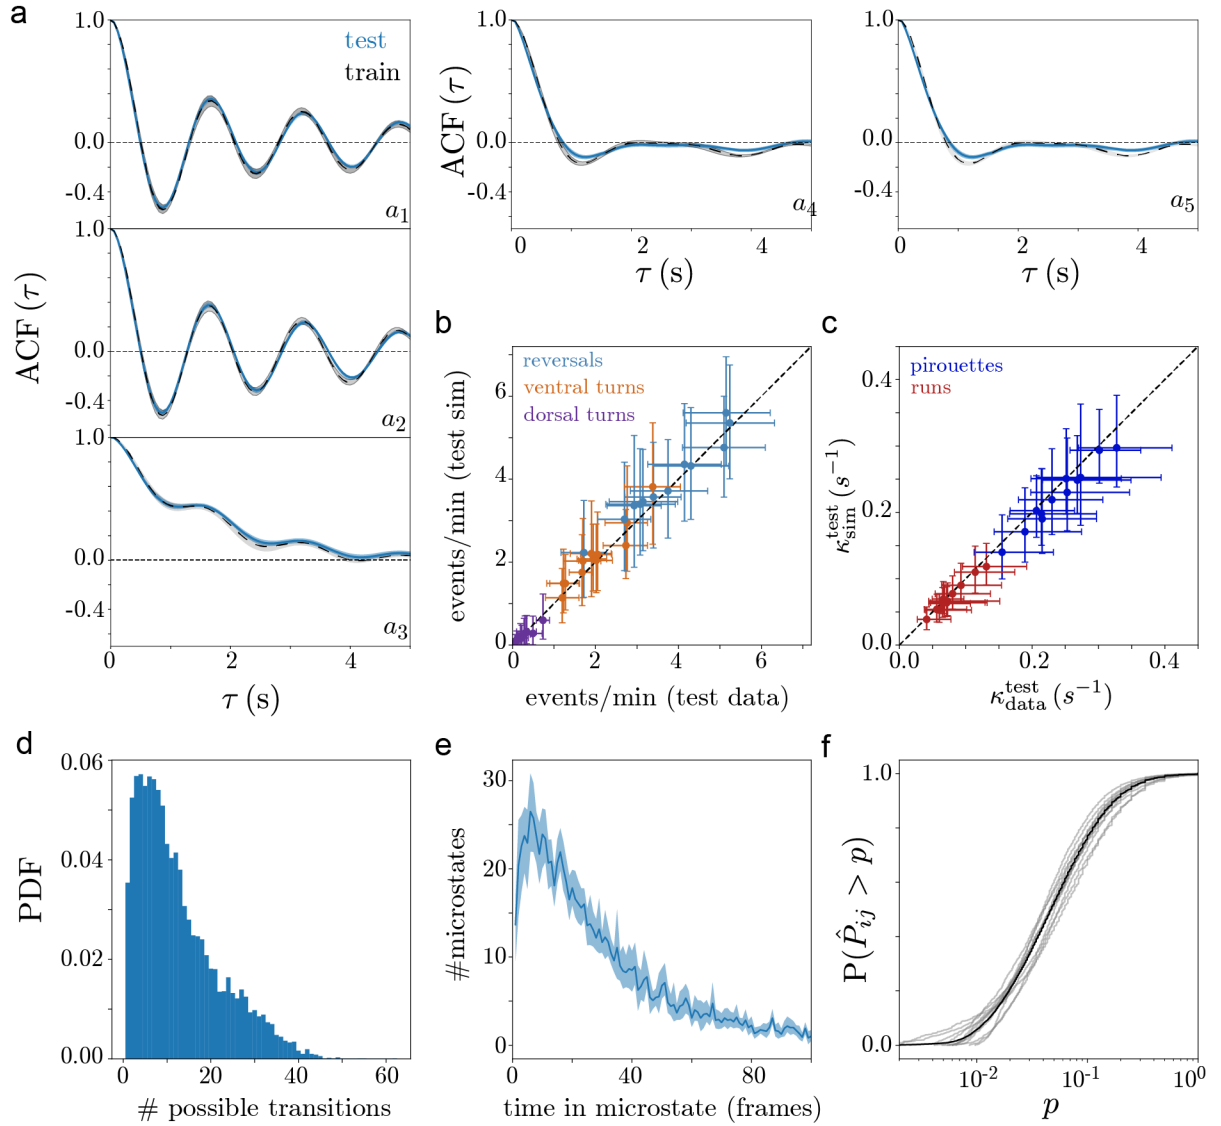 a
1.0
test
train
0.0
-0.4
a1
1.0
ACF (τ)
0.0
-0.4
a2
1.0
0.0
-0.4
a3
0 2 4
τ (s)
1.0
ACF (τ)
0.0
-0.4
a4
0 2 4
τ (s)
1.0
0.0
-0.4
a5
0 2 4
τ (s)
b
reversals
ventral turns
dorsal turns
events/min (test sim)
6
4
2
0
0 2 4 6
events/min (test data)
c
pirouettes
runs
κ^test_sim (s⁻¹)
0.4
0.2
0.0
0.0 0.2 0.4
κ^test_data (s⁻¹)
d
PDF
0.06
0.04
0.02
0.00
0 20 40 60
# possible transitions
e
#microstates
30
20
10
0
0 40 80
time in microstate (frames)
f
P(P̂ij > p)
1.0
0.0
10⁻² 10⁻¹ 10⁰
p